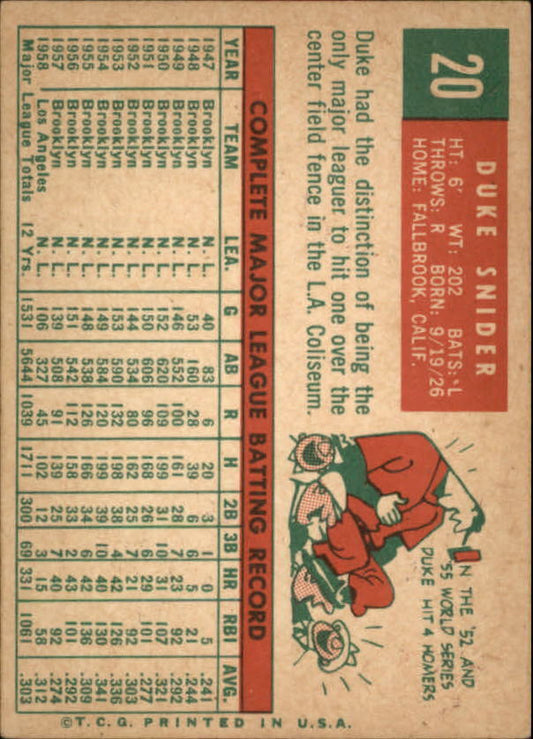 20
DUKE SNIDER
HT: 6' WT: 202 BATS: L
THROWS: R BORN: 9/19/26
HOME: FALLBROOK, CALIF.
Duke had the distinction of being the
only major leaguer to hit one over the
center field fence in the L.A. Coliseum.
IN THE '52 AND
'55 WORLD SERIES
DUKE HIT 4 HOMERS
COMPLETE MAJOR LEAGUE BATTING RECORD
YEAR TEAM LEA. G AB R H 2B 3B HR RBI AVG.
1947 Brooklyn N.L. 40 83 6 20 3 1 0 5 .241
1948 Brooklyn N.L. 53 160 28 39 6 6 5 21 .244
1949 Brooklyn N.L. 146 552 100 161 28 7 23 92 .292
1950 Brooklyn N.L. 152 620 109 199 31 10 31 107 .321
1951 Brooklyn N.L. 150 606 96 168 26 6 29 101 .277
1952 Brooklyn N.L. 144 534 80 162 25 7 21 92 .303
1953 Brooklyn N.L. 153 590 132 198 38 4 42 126 .336
1954 Brooklyn N.L. 149 584 120 199 39 10 40 130 .341
1955 Brooklyn N.L. 148 538 126 166 34 6 42 136 .309
1956 Brooklyn N.L. 151 542 112 158 33 2 43 101 .292
1957 Brooklyn N.L. 139 508 91 139 25 7 40 92 .274
1958 Los Angeles N.L. 106 327 45 102 12 3 15 58 .312
Major League Totals 12 Yrs. 1531 5644 1039 1711 300 69 331 1061 .303
©T.C.G. PRINTED IN U.S.A.